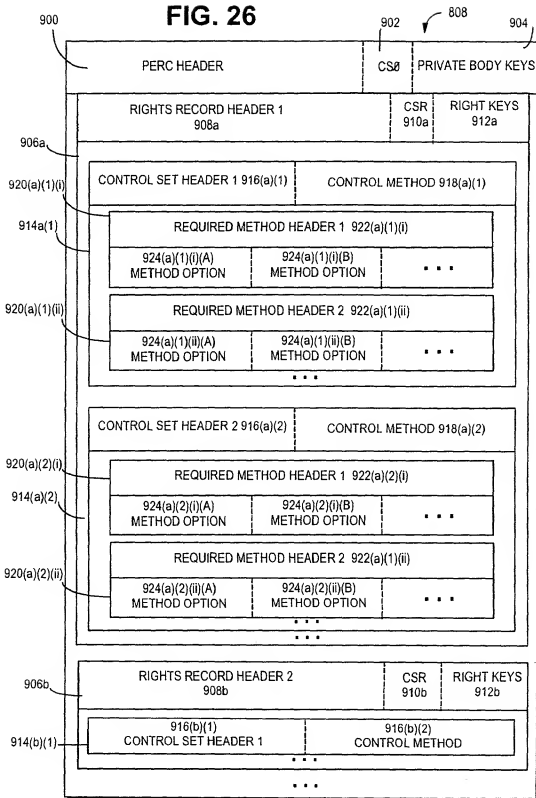 FIG. 26
900
902
808
904
PERC HEADER
CSØ
PRIVATE BODY KEYS
RIGHTS RECORD HEADER 1
908a
CSR
910a
RIGHT KEYS
912a
906a
CONTROL SET HEADER 1 916(a)(1)
CONTROL METHOD 918(a)(1)
920(a)(1)(i)
REQUIRED METHOD HEADER 1 922(a)(1)(i)
914a(1)
924(a)(1)(i)(A)
METHOD OPTION
924(a)(1)(i)(B)
METHOD OPTION
• • •
REQUIRED METHOD HEADER 2 922(a)(1)(ii)
920(a)(1)(ii)
924(a)(1)(ii)(A)
METHOD OPTION
924(a)(1)(ii)(B)
METHOD OPTION
• • •
• • •
CONTROL SET HEADER 2 916(a)(2)
CONTROL METHOD 918(a)(2)
920(a)(2)(i)
REQUIRED METHOD HEADER 1 922(a)(2)(i)
914(a)(2)
924(a)(2)(i)(A)
METHOD OPTION
924(a)(2)(i)(B)
METHOD OPTION
• • •
REQUIRED METHOD HEADER 2 922(a)(1)(ii)
920(a)(2)(ii)
924(a)(2)(ii)(A)
METHOD OPTION
924(a)(2)(ii)(B)
METHOD OPTION
• • •
• • •
• • •
RIGHTS RECORD HEADER 2
908b
CSR
910b
RIGHT KEYS
912b
906b
914(b)(1)
916(b)(1)
CONTROL SET HEADER 1
916(b)(2)
CONTROL METHOD
• • •
• • •